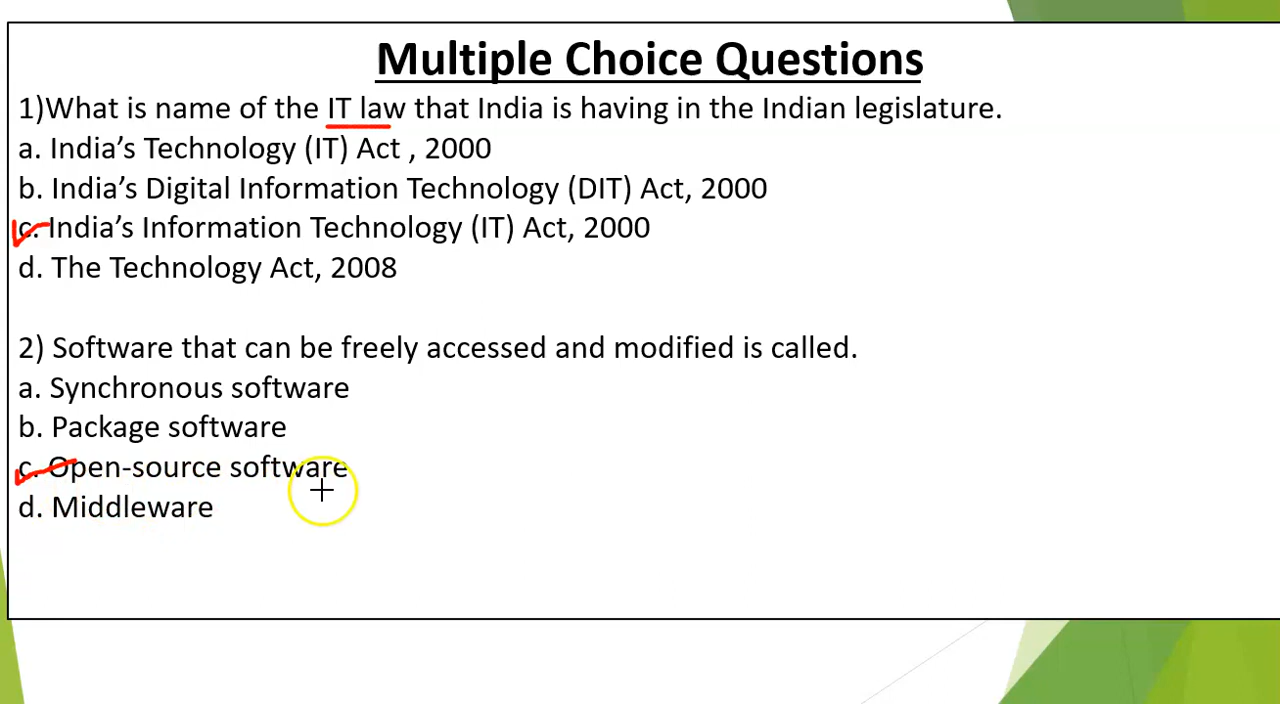 Multiple Choice Questions
1)What is name of the IT law that India is having in the Indian legislature.
a. India’s Technology (IT) Act , 2000
b. India’s Digital Information Technology (DIT) Act, 2000
c. India’s Information Technology (IT) Act, 2000
d. The Technology Act, 2008
2) Software that can be freely accessed and modified is called.
a. Synchronous software
b. Package software
c. Open-source software
d. Middleware